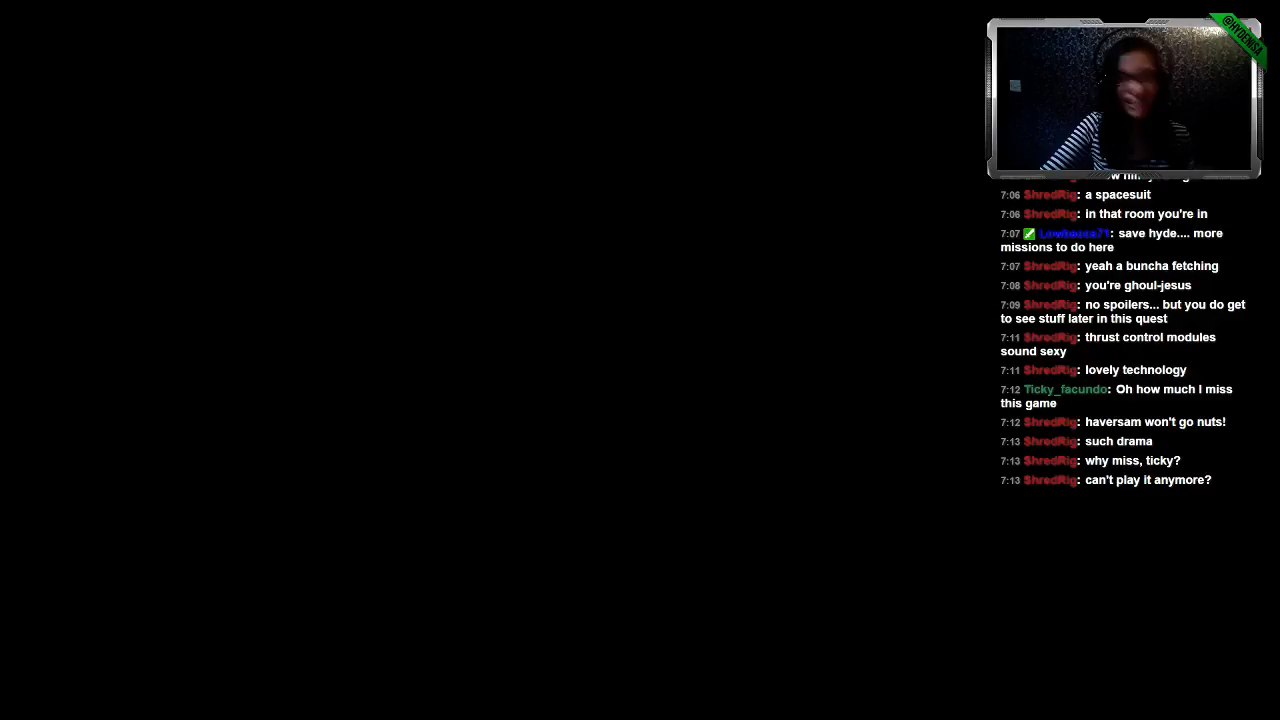 @HYDENISA
7:06 ShredRig: a spacesuit
7:06 ShredRig: in that room you're in
7:07 : save hyde.... more
missions to do here
7:07 ShredRig: yeah a buncha fetching
7:08 ShredRig: you're ghoul-jesus
7:09 ShredRig: no spoilers... but you do get
to see stuff later in this quest
7:11 ShredRig: thrust control modules
sound sexy
7:11 ShredRig: lovely technology
7:12 Ticky_facundo: Oh how much I miss
this game
7:12 ShredRig: haversam won't go nuts!
7:13 ShredRig: such drama
7:13 ShredRig: why miss, ticky?
7:13 ShredRig: can't play it anymore?